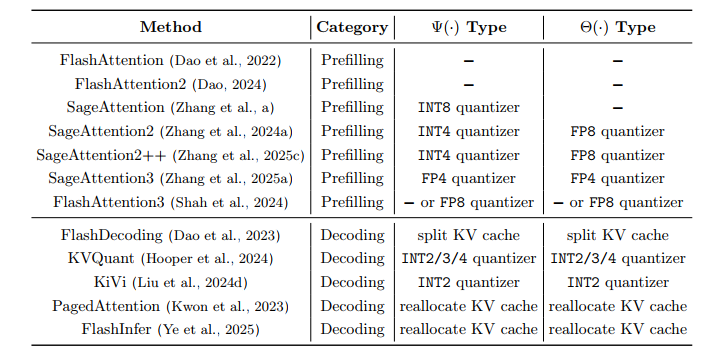 Method Category Ψ(·) Type Θ(·) Type
FlashAttention (Dao et al., 2022) Prefilling – –
FlashAttention2 (Dao, 2024) Prefilling – –
SageAttention (Zhang et al., a) Prefilling INT8 quantizer –
SageAttention2 (Zhang et al., 2024a) Prefilling INT4 quantizer FP8 quantizer
SageAttention2++ (Zhang et al., 2025c) Prefilling INT4 quantizer FP8 quantizer
SageAttention3 (Zhang et al., 2025a) Prefilling FP4 quantizer FP4 quantizer
FlashAttention3 (Shah et al., 2024) Prefilling – or FP8 quantizer – or FP8 quantizer
FlashDecoding (Dao et al., 2023) Decoding split KV cache split KV cache
KVQuant (Hooper et al., 2024) Decoding INT2/3/4 quantizer INT2/3/4 quantizer
KiVi (Liu et al., 2024d) Decoding INT2 quantizer INT2 quantizer
PagedAttention (Kwon et al., 2023) Decoding reallocate KV cache reallocate KV cache
FlashInfer (Ye et al., 2025) Decoding reallocate KV cache reallocate KV cache